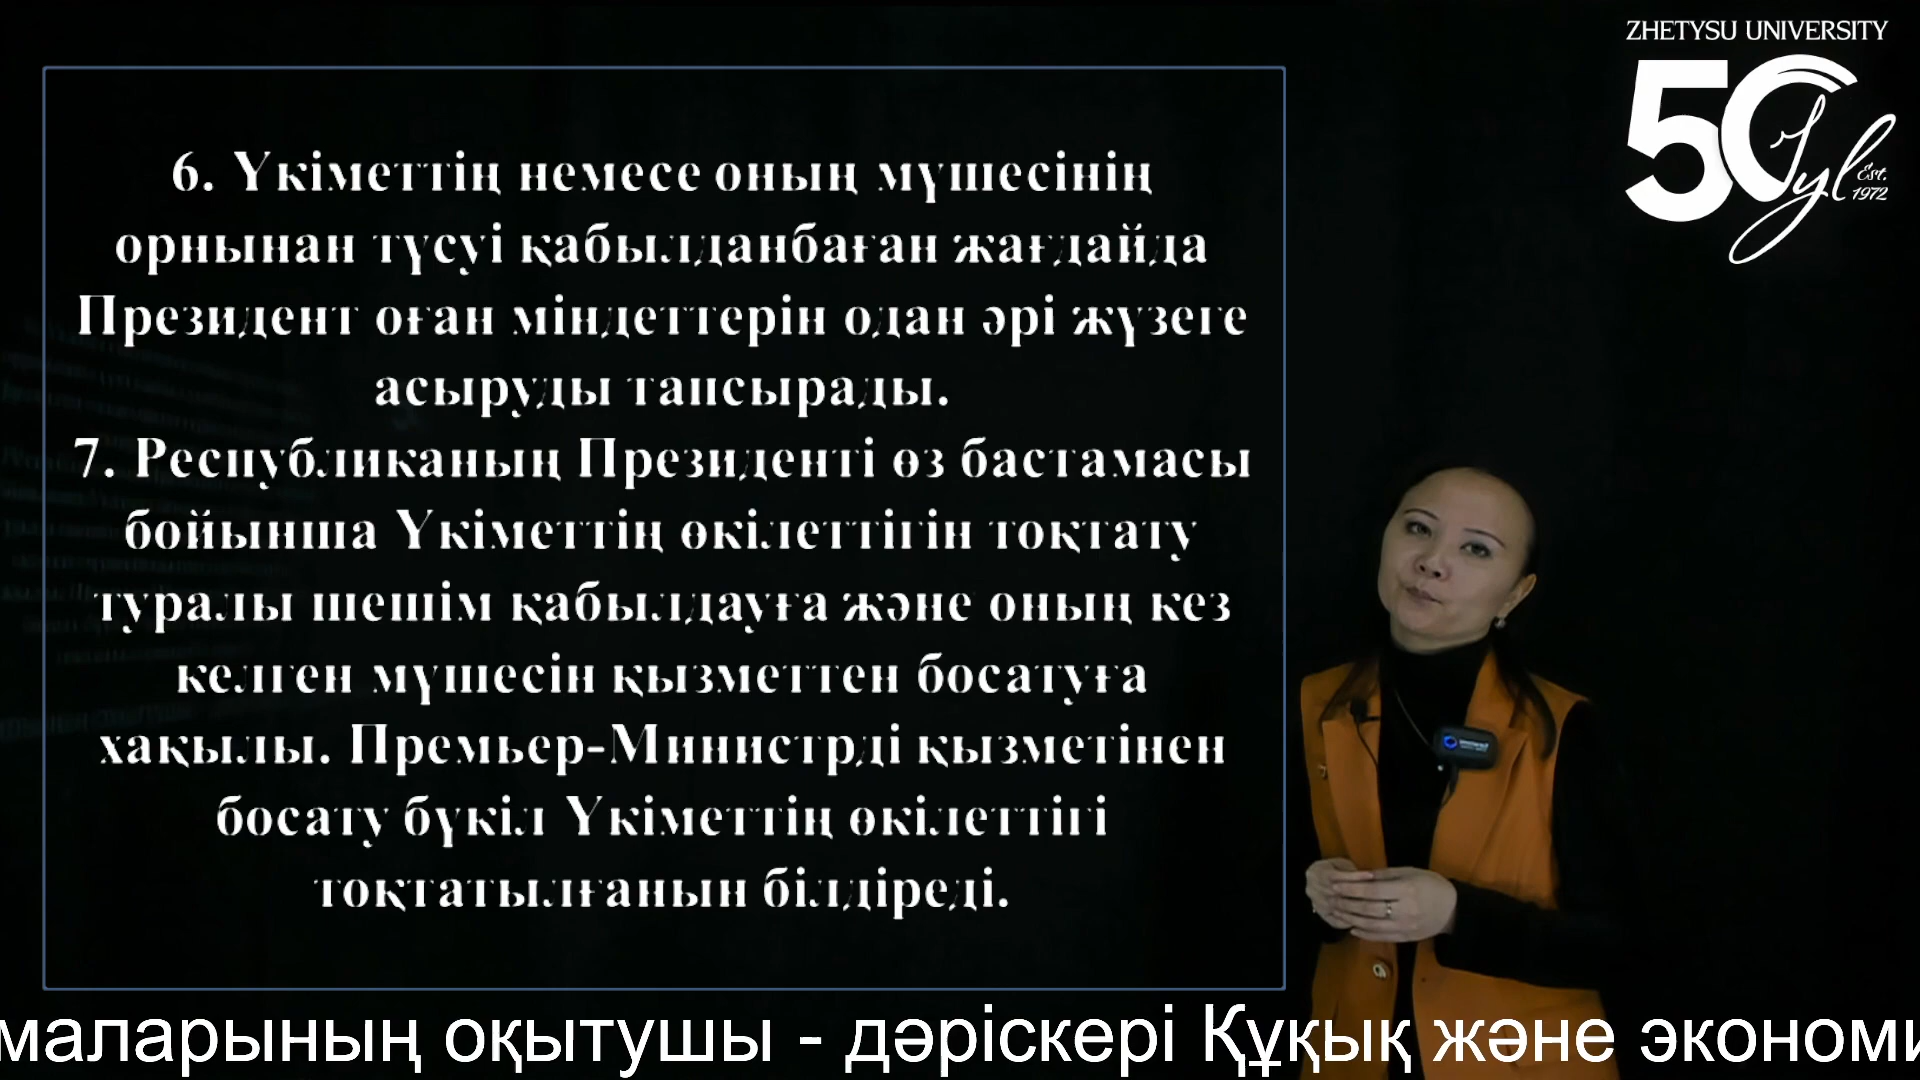 ZHETYSU UNIVERSITY
50
Jyl
Est.
1972
6. Үкіметтің немесе оның мүшесінің
орнынан түсуі қабылданбаған жағдайда
Президент оған міндеттерін одан әрі жүзеге
асыруды тапсырады.
7. Республиканың Президенті өз бастамасы
бойынша Үкіметтің өкілеттігін тоқтату
туралы шешім қабылдауға және оның кез
келген мүшесін қызметтен босатуға
хақылы. Премьер-Министрді қызметінен
босату бүкіл Үкіметтің өкілеттігі
тоқтатылғанын білдіреді.
маларының оқытушы - дәріскері Құқық және экономи